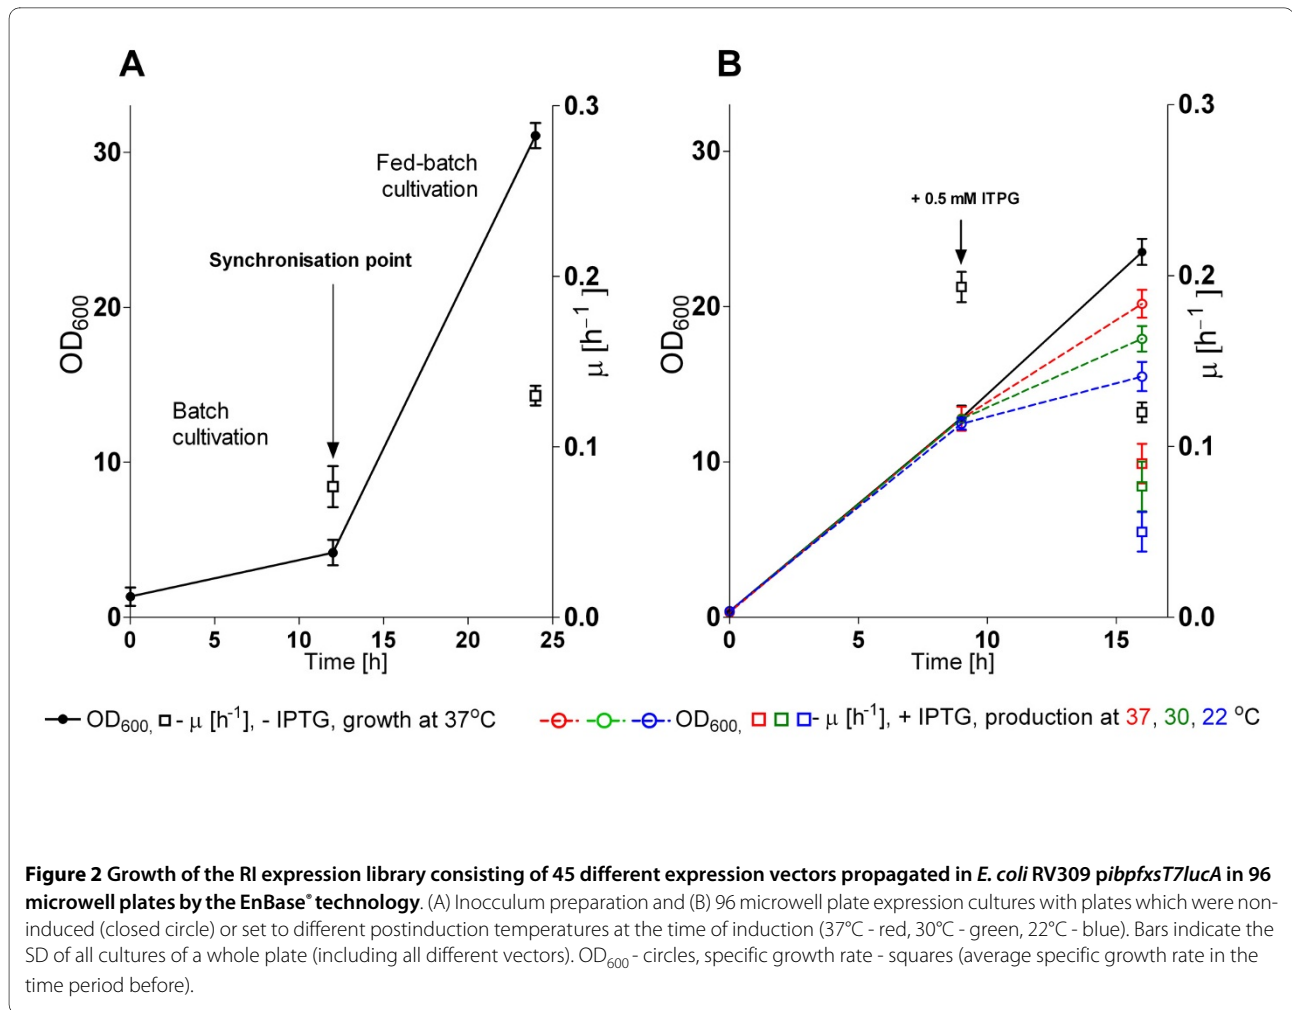 A
B
30
20
10
0
OD600
0.3
0.2
0.1
0.0
μ [h-1]
Fed-batch
cultivation
Synchronisation point
Batch
cultivation
0 5 10 15 20 25
Time [h]
30
20
10
0
OD600
0.3
0.2
0.1
0.0
μ [h-1]
+ 0.5 mM ITPG
0 5 10 15
Time [h]
OD600, - μ [h-1], - IPTG, growth at 37°C
OD600, - μ [h-1], + IPTG, production at 37, 30, 22 °C
Figure 2 Growth of the RI expression library consisting of 45 different expression vectors propagated in E. coli RV309 pibpfxsT7lucA in 96
microwell plates by the EnBase® technology. (A) Inocculum preparation and (B) 96 microwell plate expression cultures with plates which were non-
induced (closed circle) or set to different postinduction temperatures at the time of induction (37°C - red, 30°C - green, 22°C - blue). Bars indicate the
SD of all cultures of a whole plate (including all different vectors). OD600 - circles, specific growth rate - squares (average specific growth rate in the
time period before).